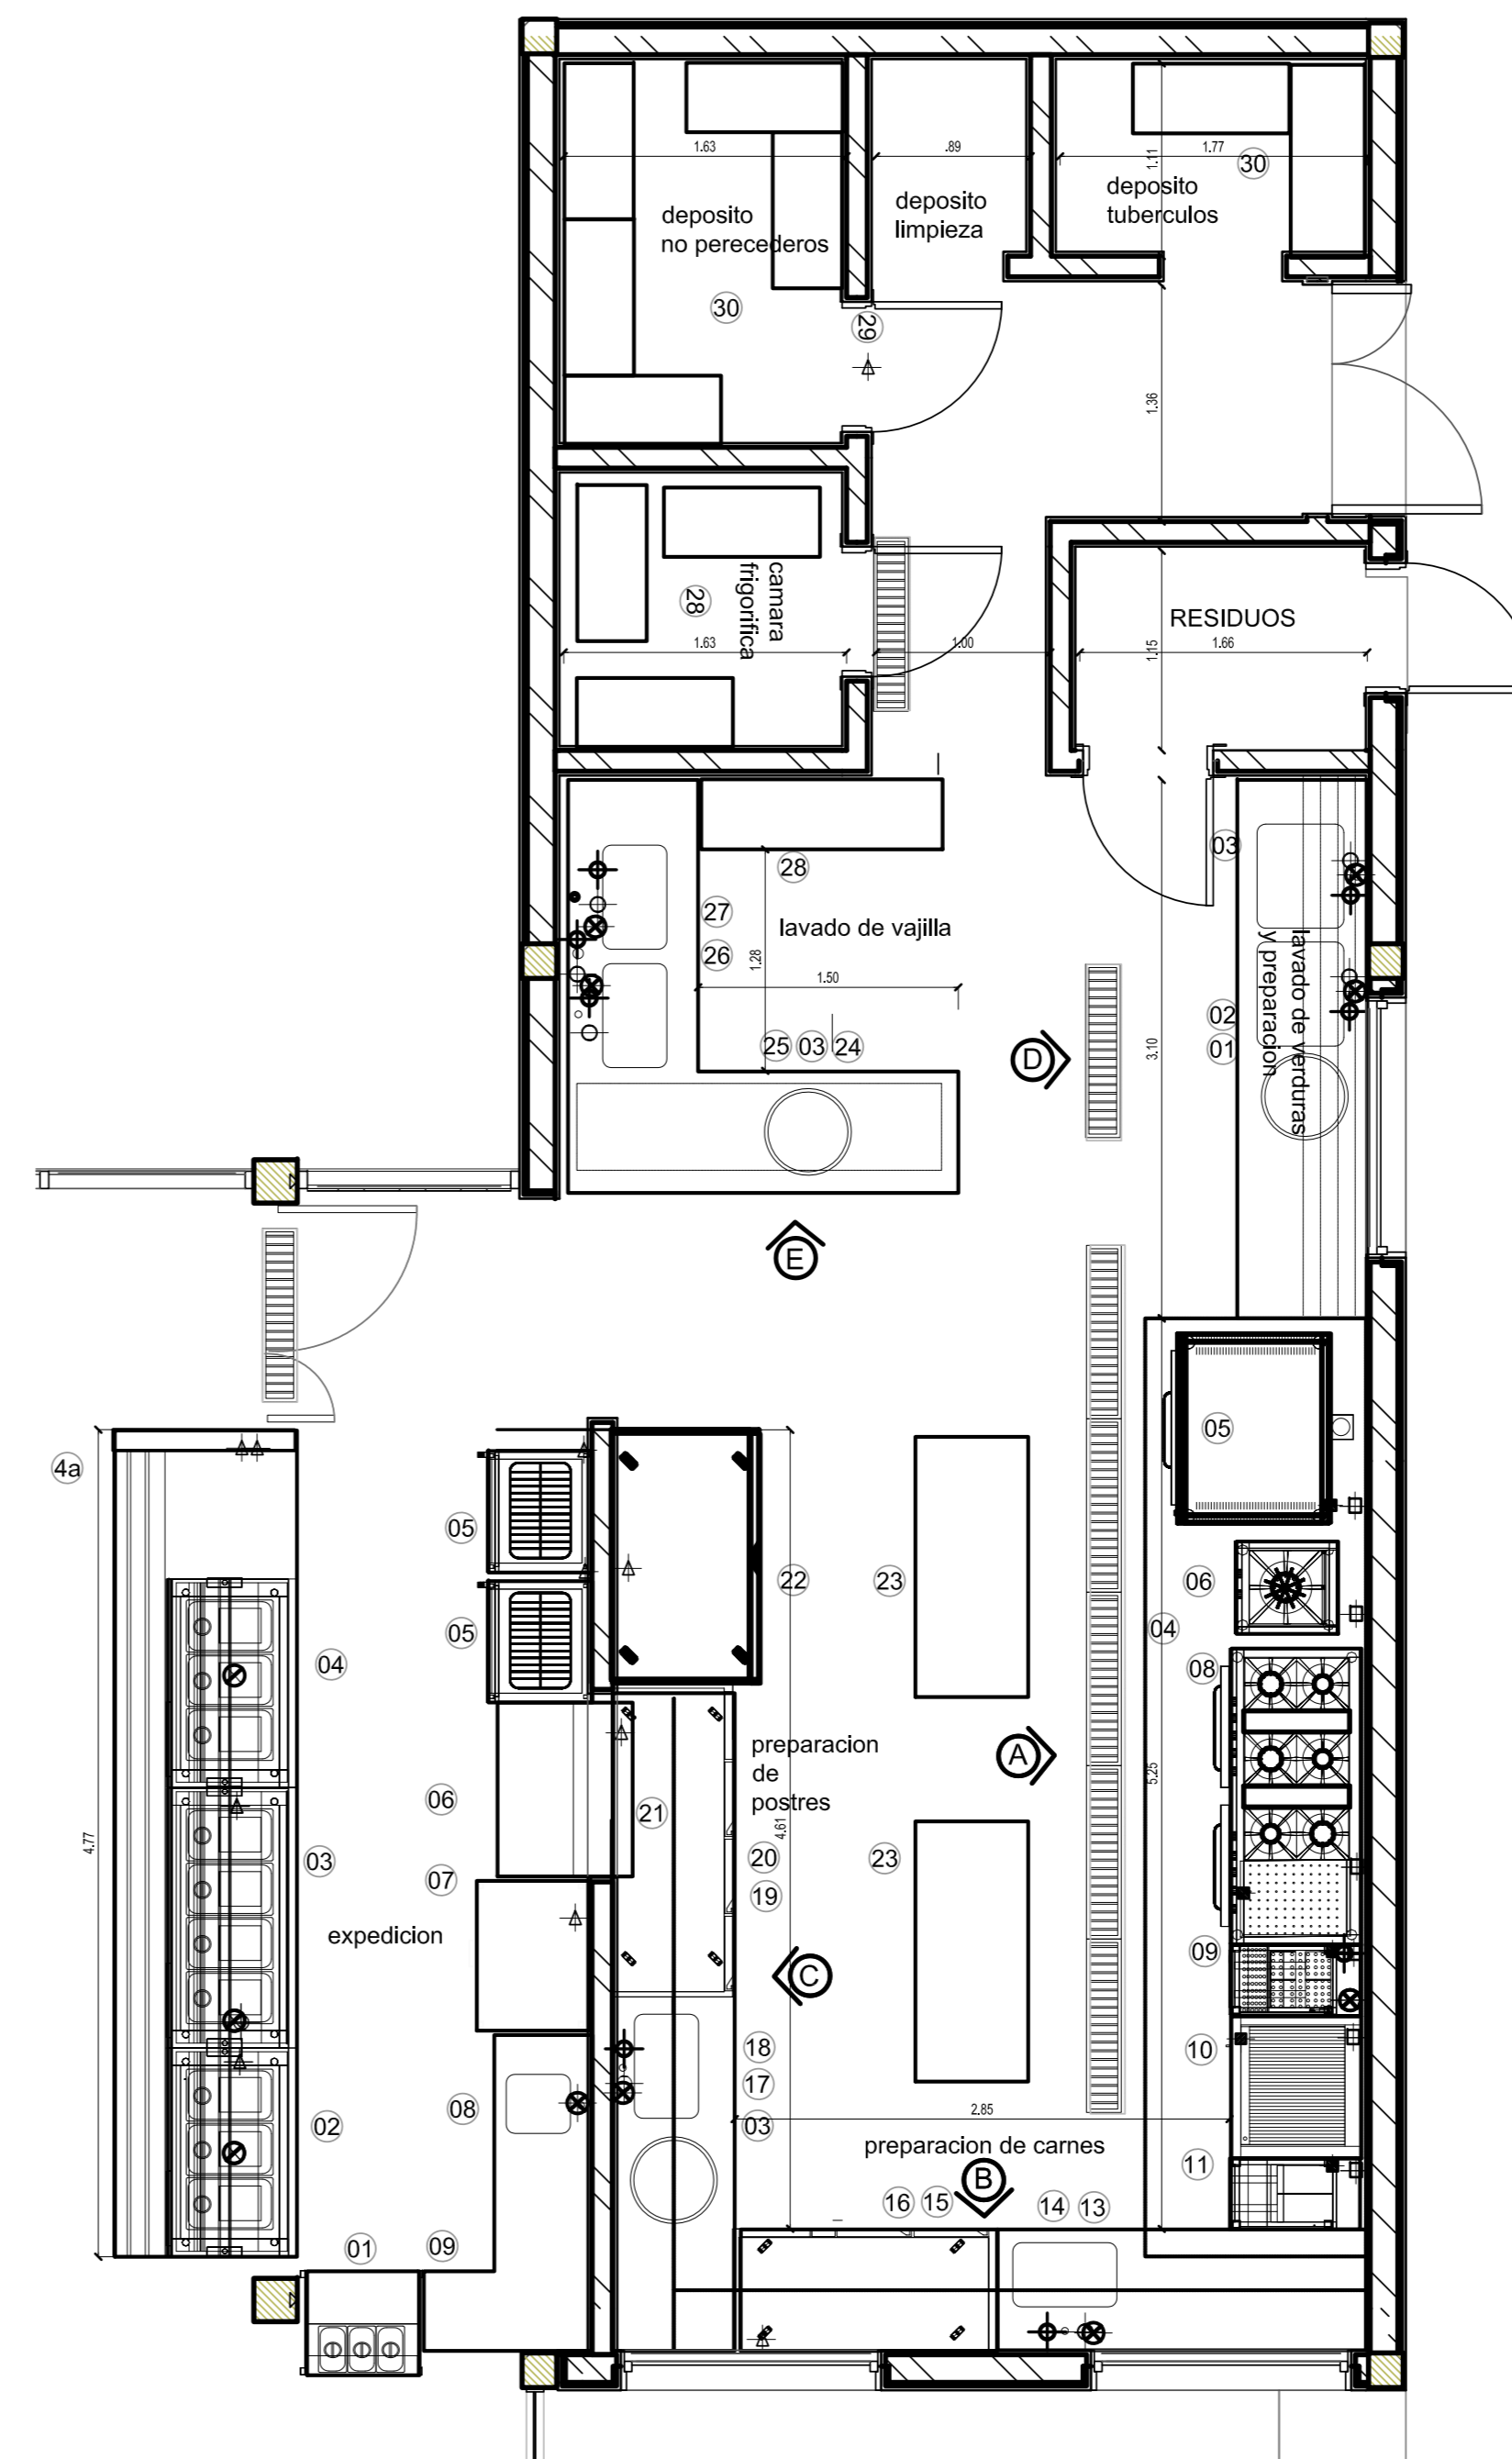 1.63
.89
1.11
1.77
30
deposito
no perecederos
deposito
limpieza
deposito
tuberculos
30
29
1.36
camara
frigorifica
28
1.63
1.00
RESIDUOS
1.15
1.66
03
28
27
lavado de vajilla
26
1.28
1.50
lavado de verduras
y preparacion
02
01
25
03
24
D
3.10
E
4a
05
05
22
23
05
06
04
05
04
08
preparacion
de
postres
A
5.25
06
21
4.61
4.77
03
07
20
23
19
expedicion
C
09
18
10
17
08
02
03
2.85
preparacion de carnes
11
B
16
15
14
13
01
09